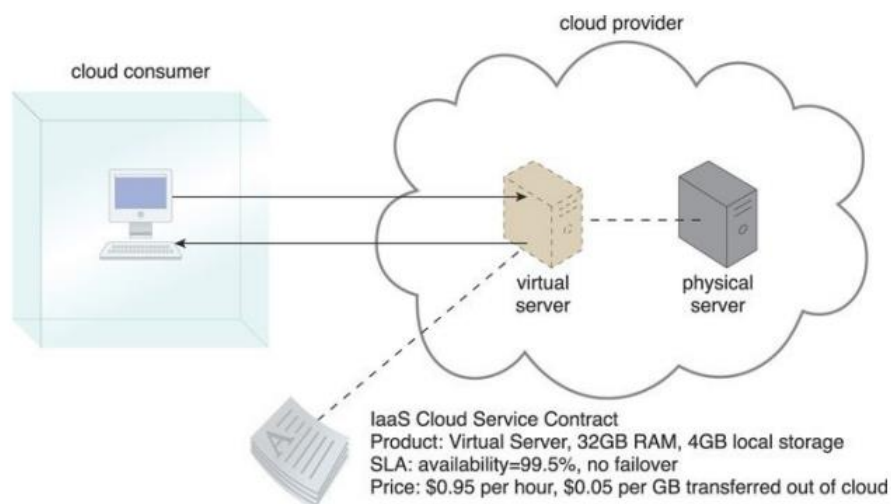 cloud provider
cloud consumer
virtual
server
physical
server
A
IaaS Cloud Service Contract
Product: Virtual Server, 32GB RAM, 4GB local storage
SLA: availability=99.5%, no failover
Price: $0.95 per hour, $0.05 per GB transferred out of cloud